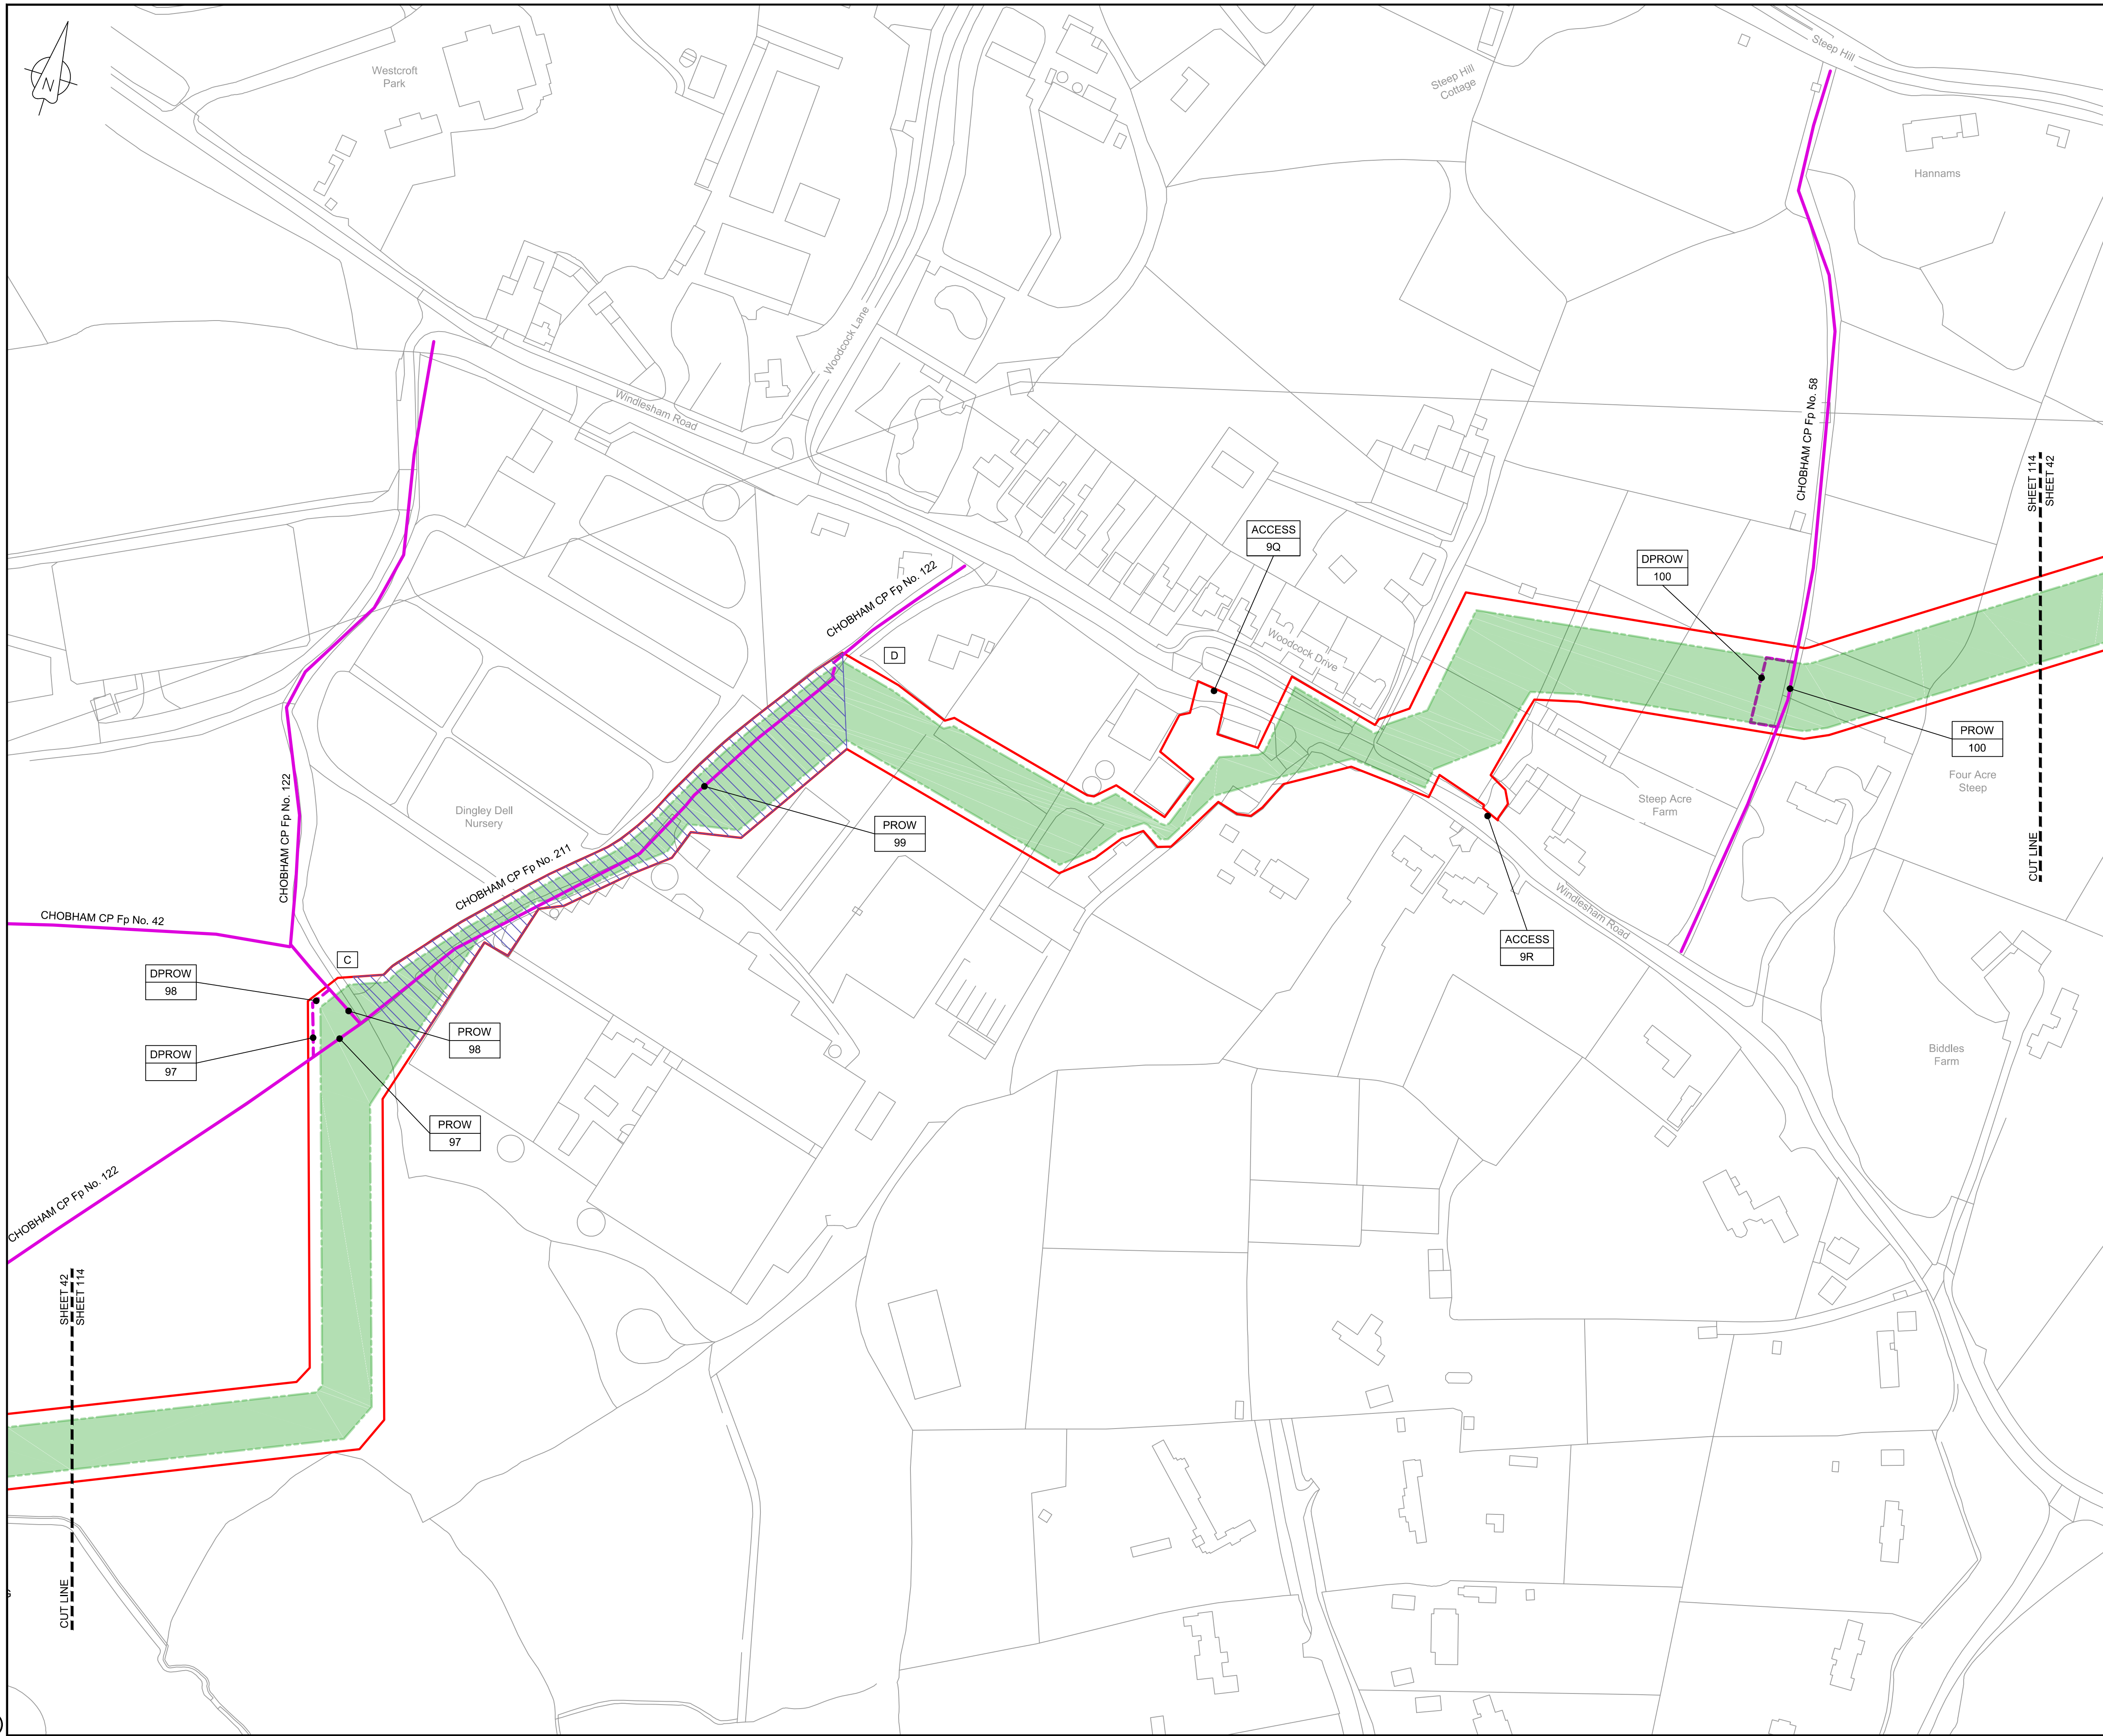 N
Westcroft
Park
Steep Hill
Steep Hill
Cottage
Hannams
Woodcock Lane
Windlesham Road
CHOBHAM CP Fp No. 58
SHEET 114
SHEET 42
ACCESS
9Q
DPROW
100
CHOBHAM CP Fp No. 122
Woodcock Drive
D
PROW
100
Four Acre
Steep
CHOBHAM CP Fp No. 122
Dingley Dell
Nursery
PROW
99
Steep Acre
Farm
CUT LINE
CHOBHAM CP Fp No. 211
CHOBHAM CP Fp No. 42
Windlesham Road
ACCESS
9R
C
DPROW
98
PROW
98
DPROW
97
PROW
97
Biddles
Farm
CHOBHAM CP Fp No. 122
SHEET 42
SHEET 114
CUT LINE